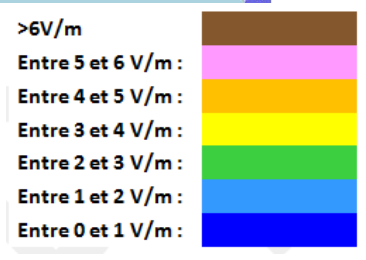 >6V/m
Entre 5 et 6 V/m :
Entre 4 et 5 V/m :
Entre 3 et 4 V/m :
Entre 2 et 3 V/m :
Entre 1 et 2 V/m :
Entre 0 et 1 V/m :